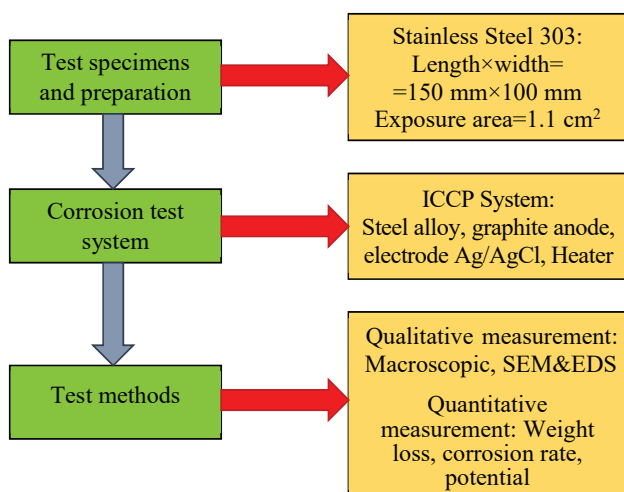 Test specimens
and preparation
Stainless Steel 303:
Length×width=
=150 mm×100 mm
Exposure area=1.1 cm²
Corrosion test
system
ICCP System:
Steel alloy, graphite anode,
electrode Ag/AgCl, Heater
Test methods
Qualitative measurement:
Macroscopic, SEM&EDS
Quantitative
measurement: Weight
loss, corrosion rate,
potential